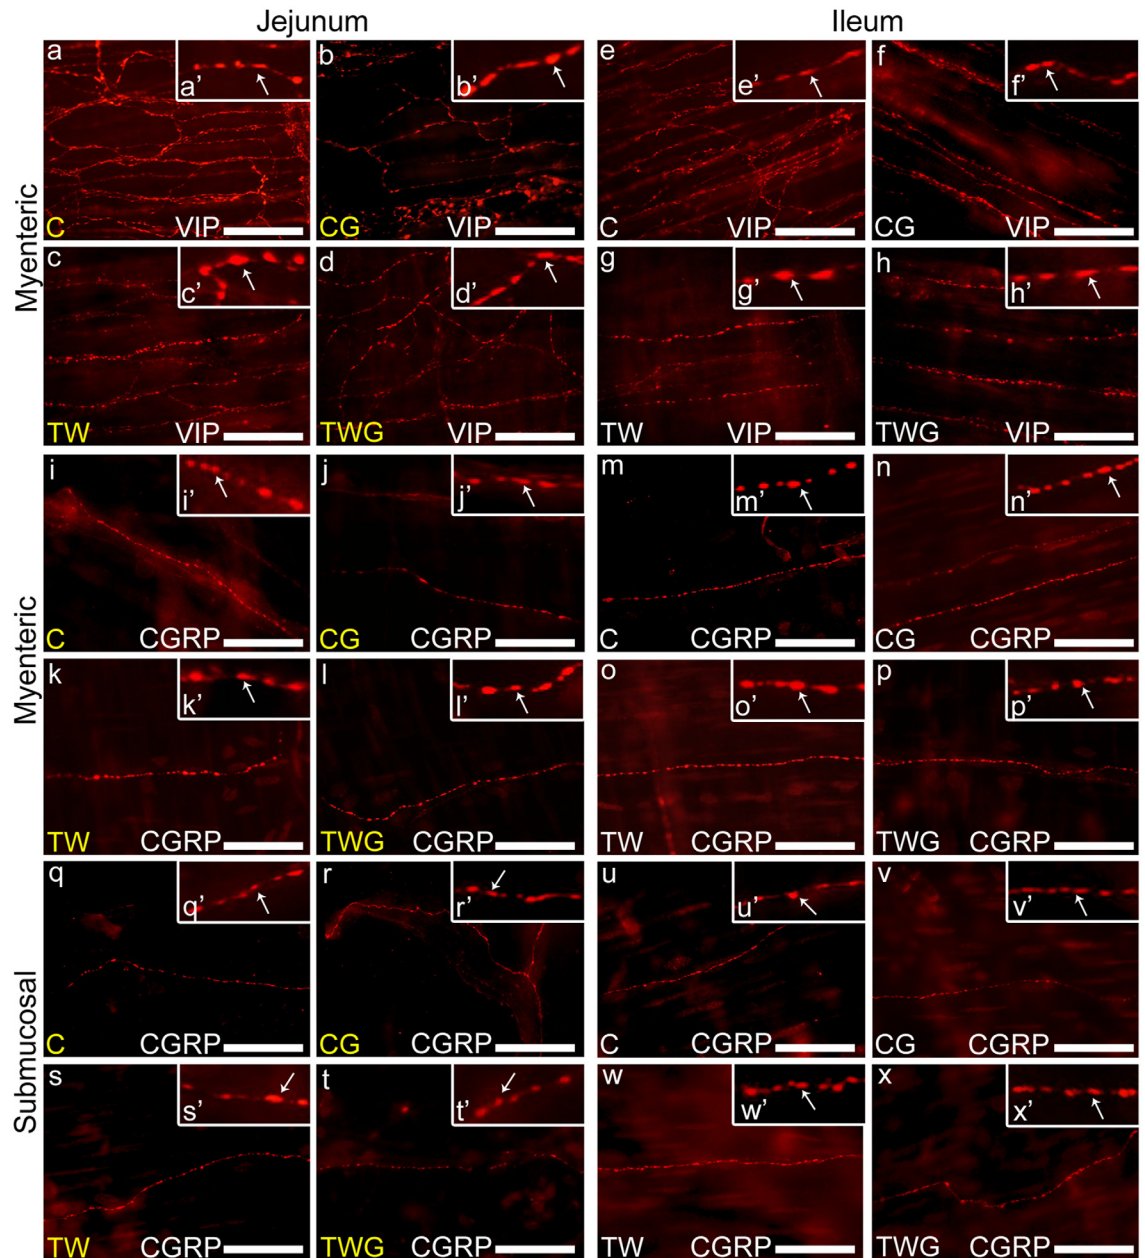 Jejunum Ileum
Myenteric
a a’ C VIP
b b’ CG VIP
e e’ C VIP
f f’ CG VIP
c c’ TW VIP
d d’ TWG VIP
g g’ TW VIP
h h’ TWG VIP
Myenteric
i i’ C CGRP
j j’ CG CGRP
m m’ C CGRP
n n’ CG CGRP
k k’ TW CGRP
l l’ TWG CGRP
o o’ TW CGRP
p p’ TWG CGRP
Submucosal
q q’ C CGRP
r r’ CG CGRP
u u’ C CGRP
v v’ CG CGRP
s s’ TW CGRP
t t’ TWG CGRP
w w’ TW CGRP
x x’ TWG CGRP